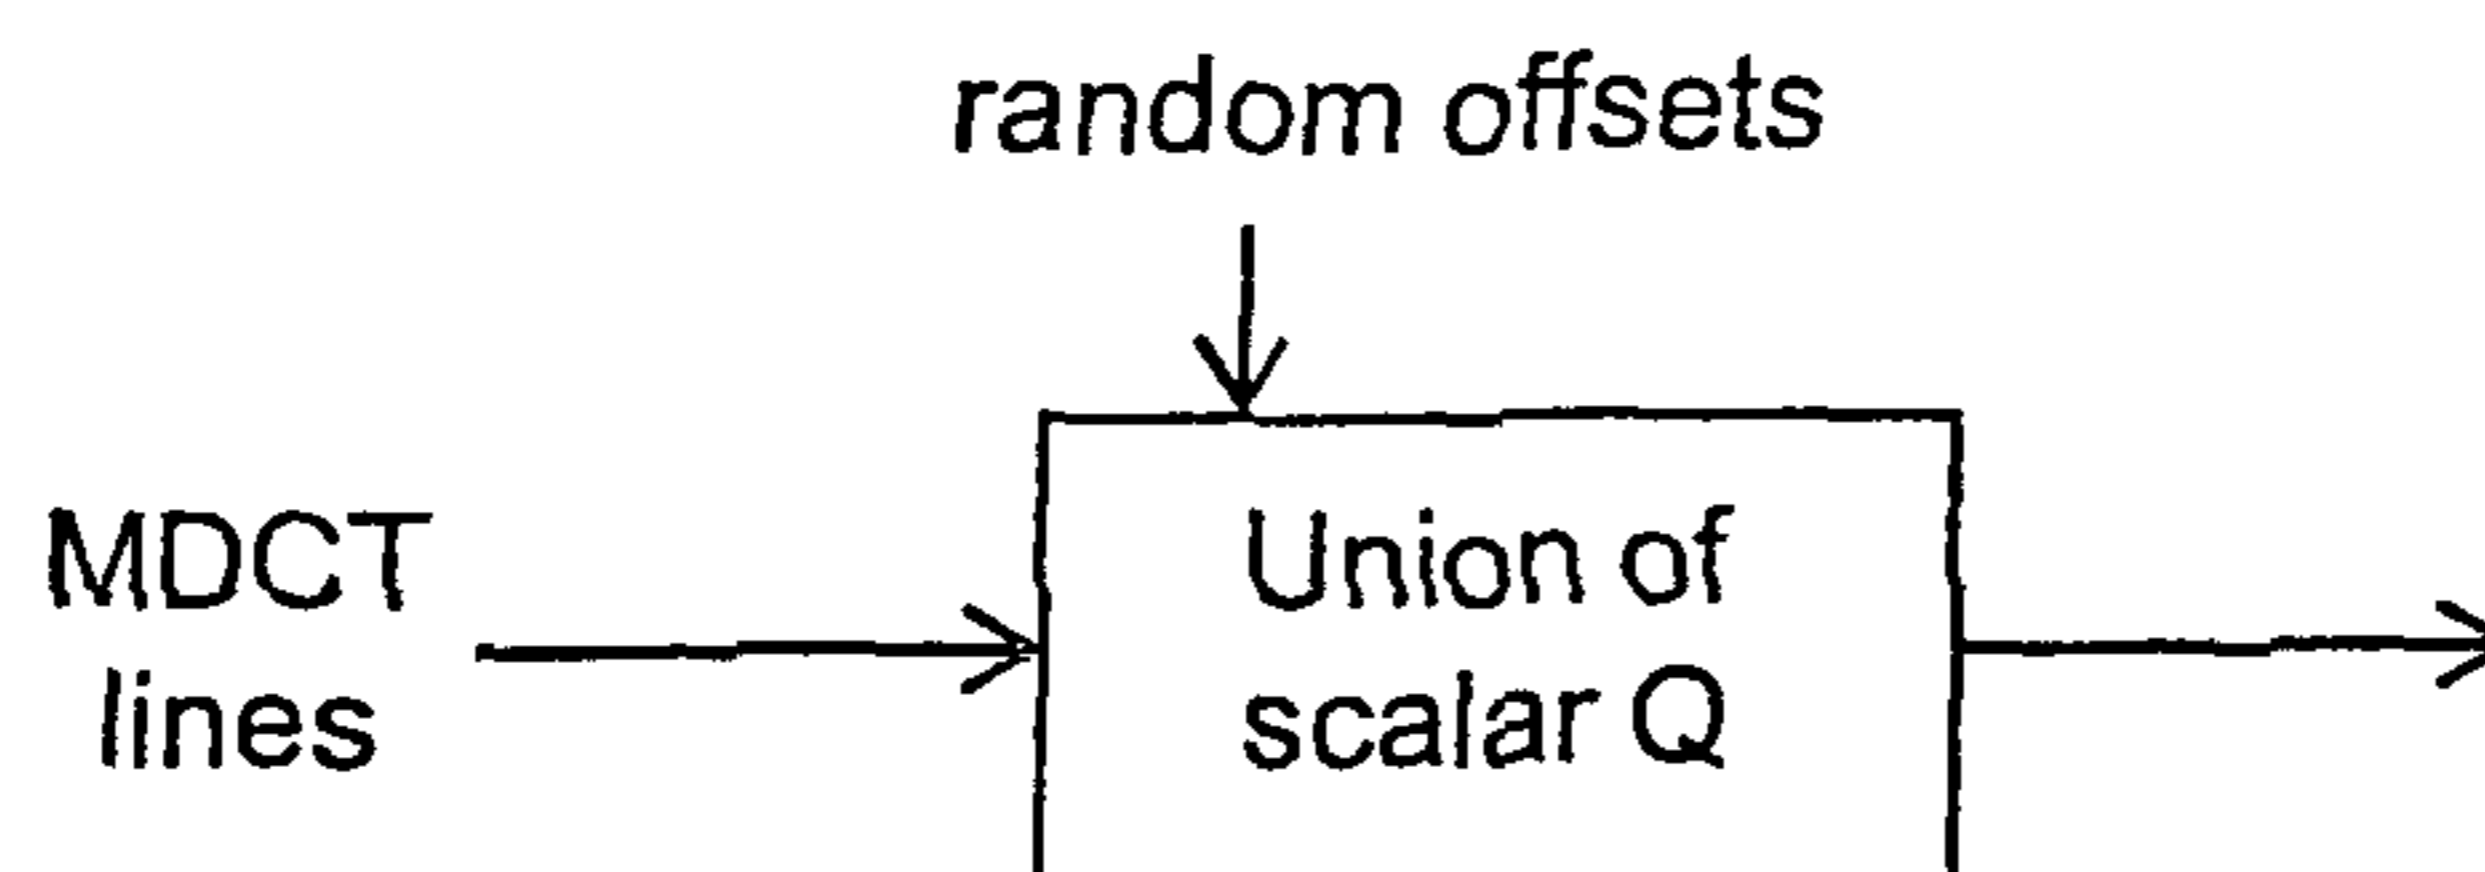 random offsets
MDCT
lines
Union of
scalar Q